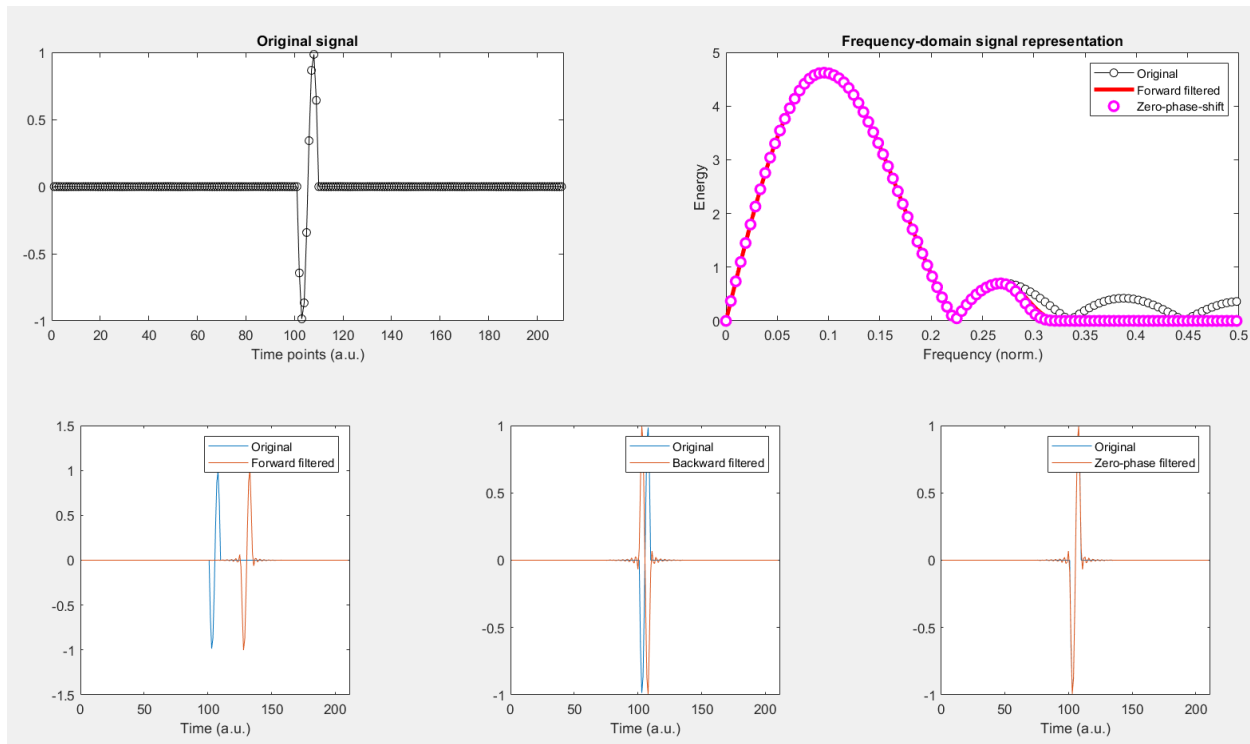 Original signal
1
0.5
0
-0.5
-1
0 20 40 60 80 100 120 140 160 180 200
Time points (a.u.)
Frequency-domain signal representation
Energy
5
4
3
2
1
0
0 0.05 0.1 0.15 0.2 0.25 0.3 0.35 0.4 0.45 0.5
Frequency (norm.)
Original
Forward filtered
Zero-phase-shift
1.5
1
0.5
0
-0.5
-1
-1.5
0 50 100 150 200
Time (a.u.)
Original
Forward filtered
1
0.5
0
-0.5
-1
0 50 100 150 200
Time (a.u.)
Original
Backward filtered
1
0.5
0
-0.5
-1
0 50 100 150 200
Time (a.u.)
Original
Zero-phase filtered